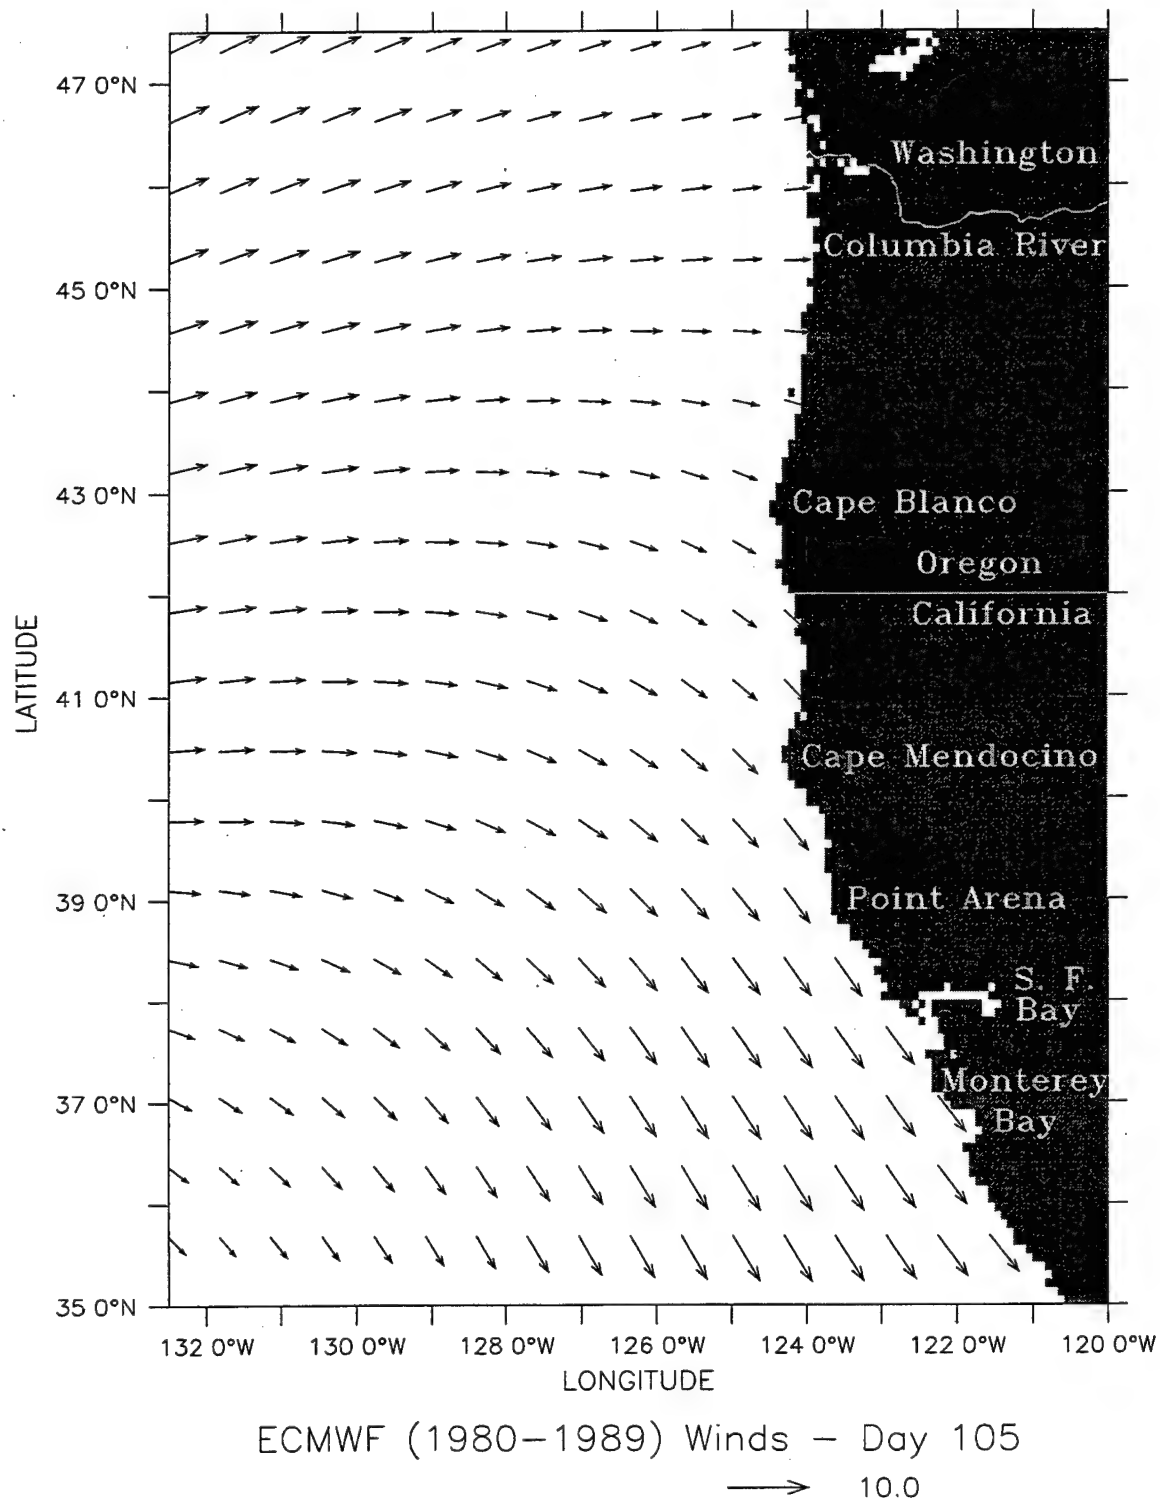 47 0°N
Washington
Columbia River
45 0°N
43 0°N
Cape Blanco
Oregon
California
LATITUDE
41 0°N
Cape Mendocino
39 0°N
Point Arena
S. F.
Bay
37 0°N
Monterey
Bay
35 0°N
132 0°W 130 0°W 128 0°W 126 0°W 124 0°W 122 0°W 120 0°W
LONGITUDE
ECMWF (1980-1989) Winds - Day 105
10.0